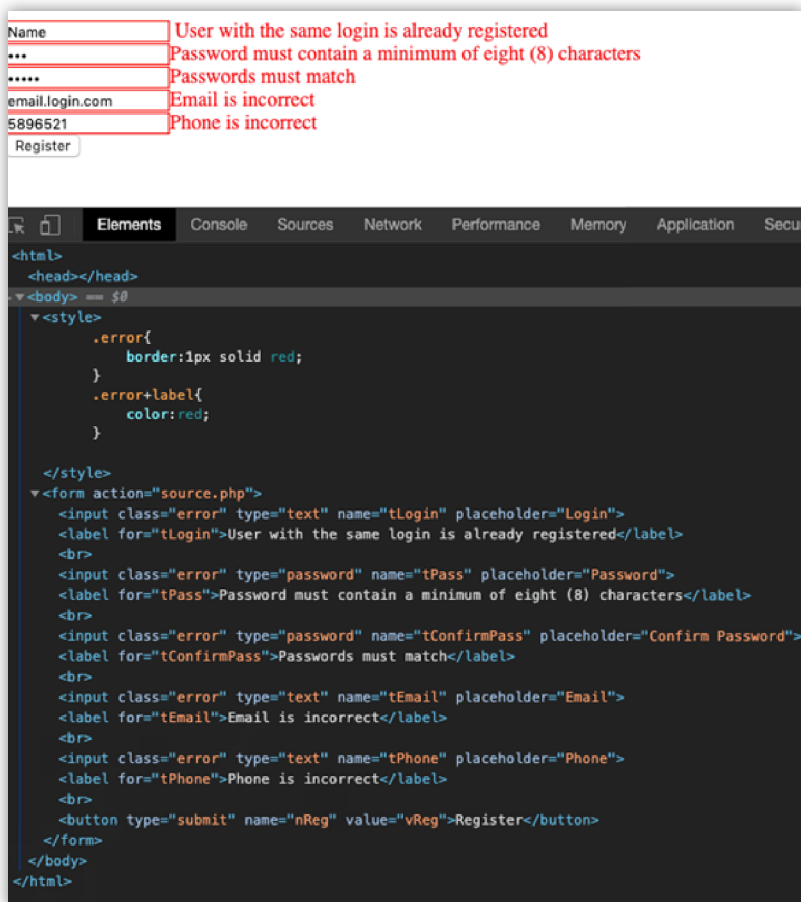 Name User with the same login is already registered
••• Password must contain a minimum of eight (8) characters
••••• Passwords must match
email.login.com Email is incorrect
5896521 Phone is incorrect
Register
Elements Console Sources Network Performance Memory Application Secu
<html>
<head></head>
<body> == $0
<style>
.error{
border:1px solid red;
}
.error+label{
color:red;
}
</style>
<form action="source.php">
<input class="error" type="text" name="tLogin" placeholder="Login">
<label for="tLogin">User with the same login is already registered</label>
<br>
<input class="error" type="password" name="tPass" placeholder="Password">
<label for="tPass">Password must contain a minimum of eight (8) characters</label>
<br>
<input class="error" type="password" name="tConfirmPass" placeholder="Confirm Password">
<label for="tConfirmPass">Passwords must match</label>
<br>
<input class="error" type="text" name="tEmail" placeholder="Email">
<label for="tEmail">Email is incorrect</label>
<br>
<input class="error" type="text" name="tPhone" placeholder="Phone">
<label for="tPhone">Phone is incorrect</label>
<br>
<button type="submit" name="nReg" value="vReg">Register</button>
</form>
</body>
</html>